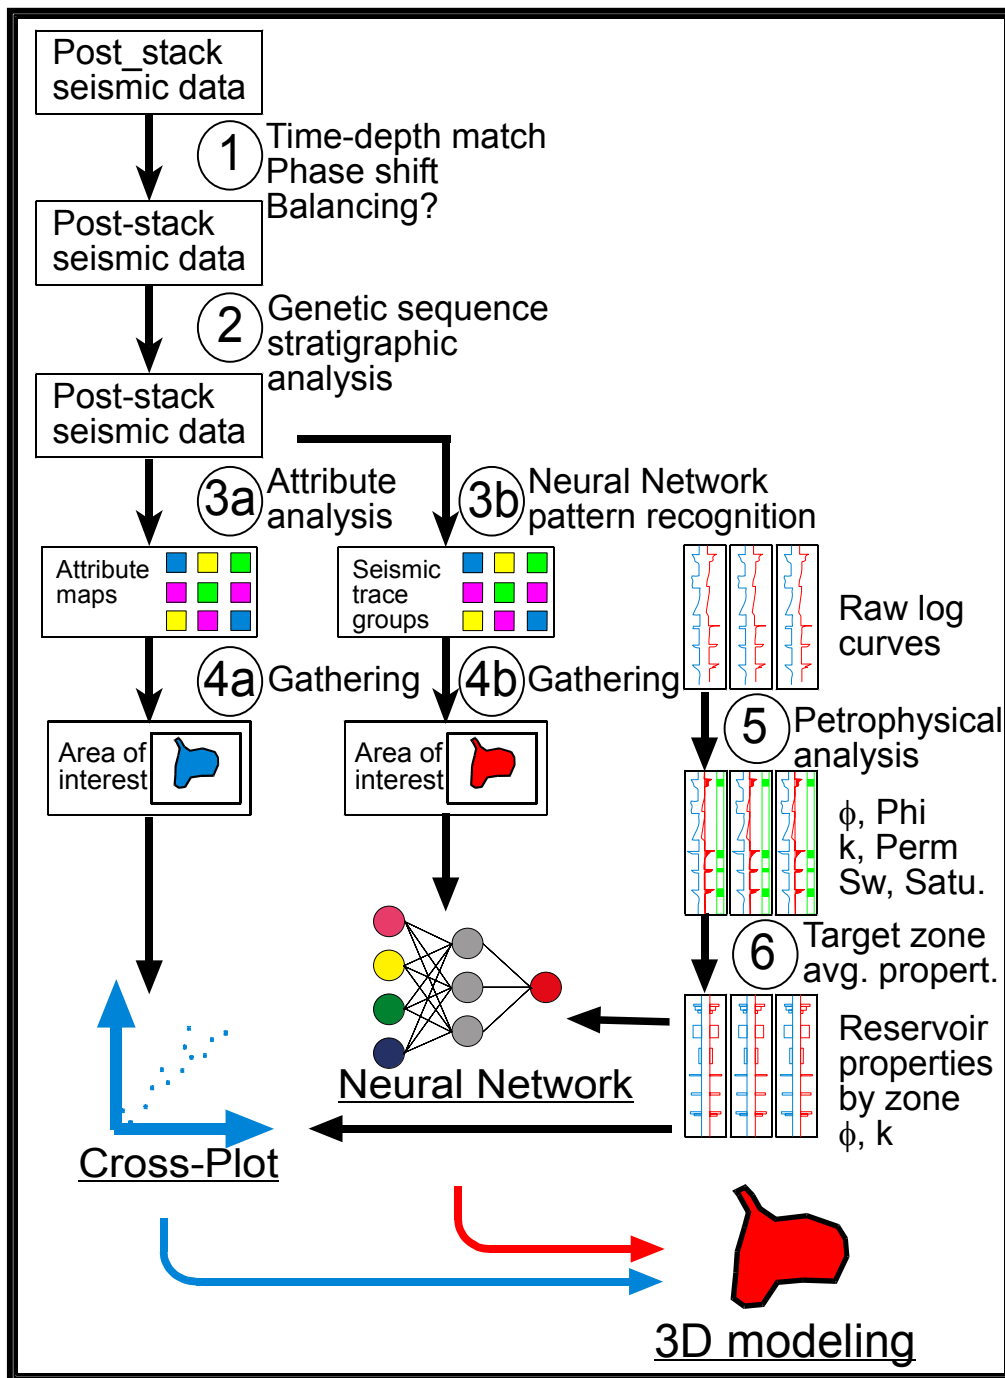 Post_stack
seismic data
1
Time-depth match
Phase shift
Balancing?
Post-stack
seismic data
2
Genetic sequence
stratigraphic
analysis
Post-stack
seismic data
3a
Attribute
analysis
3b
Neural Network
pattern recognition
Attribute
maps
Seismic
trace
groups
Raw log
curves
4a
Gathering
4b
Gathering
5
Petrophysical
analysis
Area of
interest
Area of
interest
ϕ, Phi
k, Perm
Sw, Satu.
6
Target zone
avg. propert.
Neural Network
Reservoir
properties
by zone
ϕ, k
Cross-Plot
3D modeling